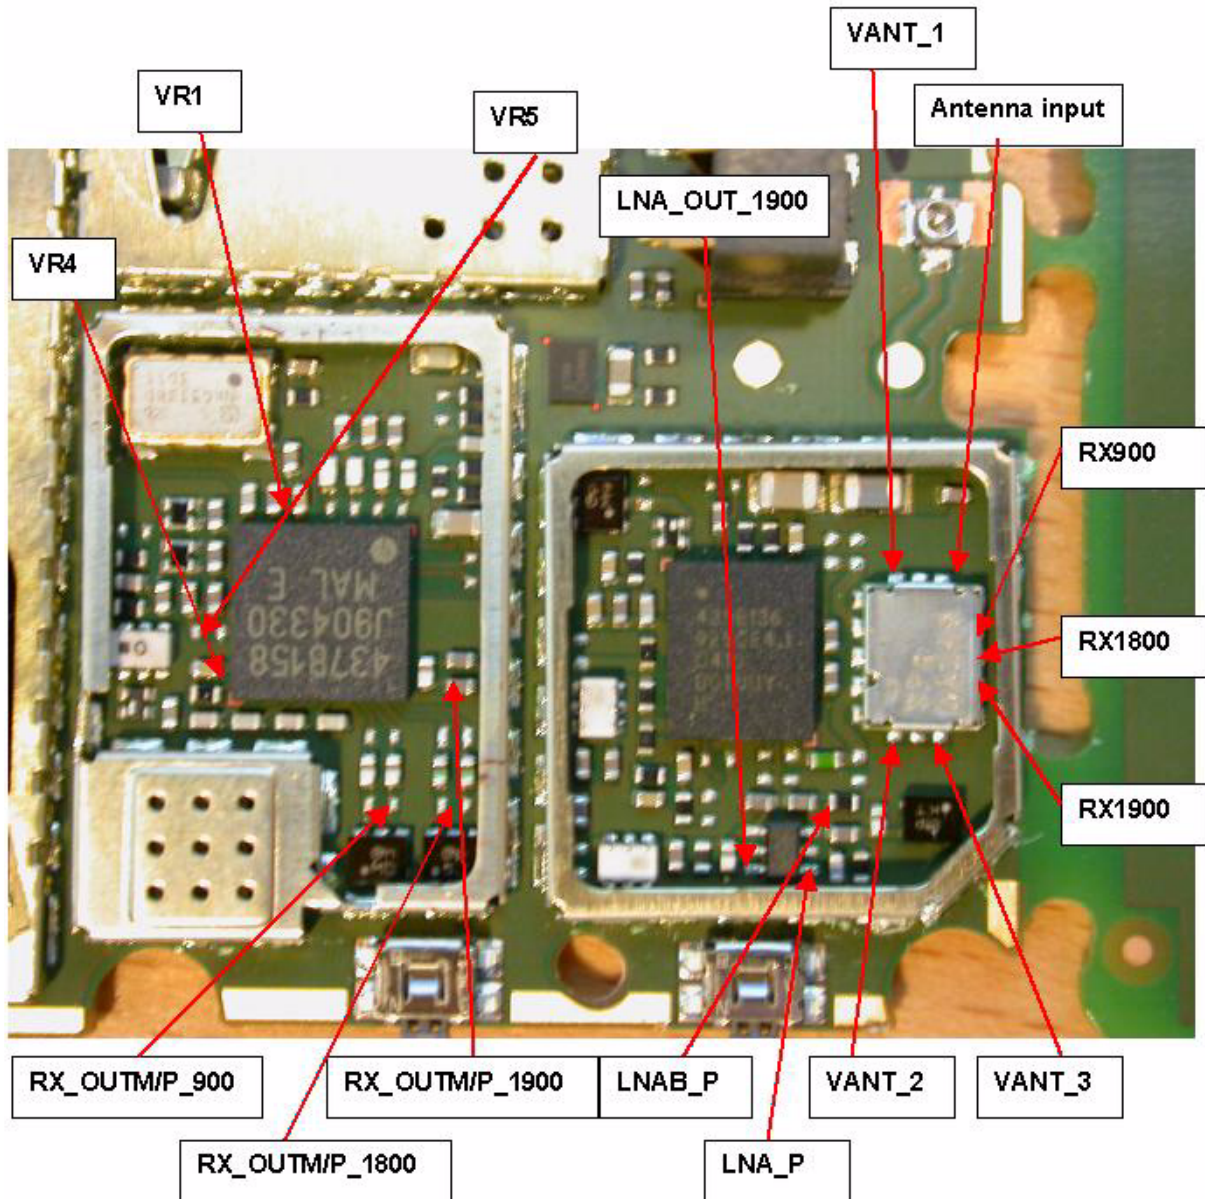 VANT_1
VR1
VR5
Antenna input
LNA_OUT_1900
VR4
RX900
MAL E
J904330
4378158
RX1800
RX1900
RX_OUTM/P_900
RX_OUTM/P_1900
LNAB_P
VANT_2
VANT_3
RX_OUTM/P_1800
LNA_P